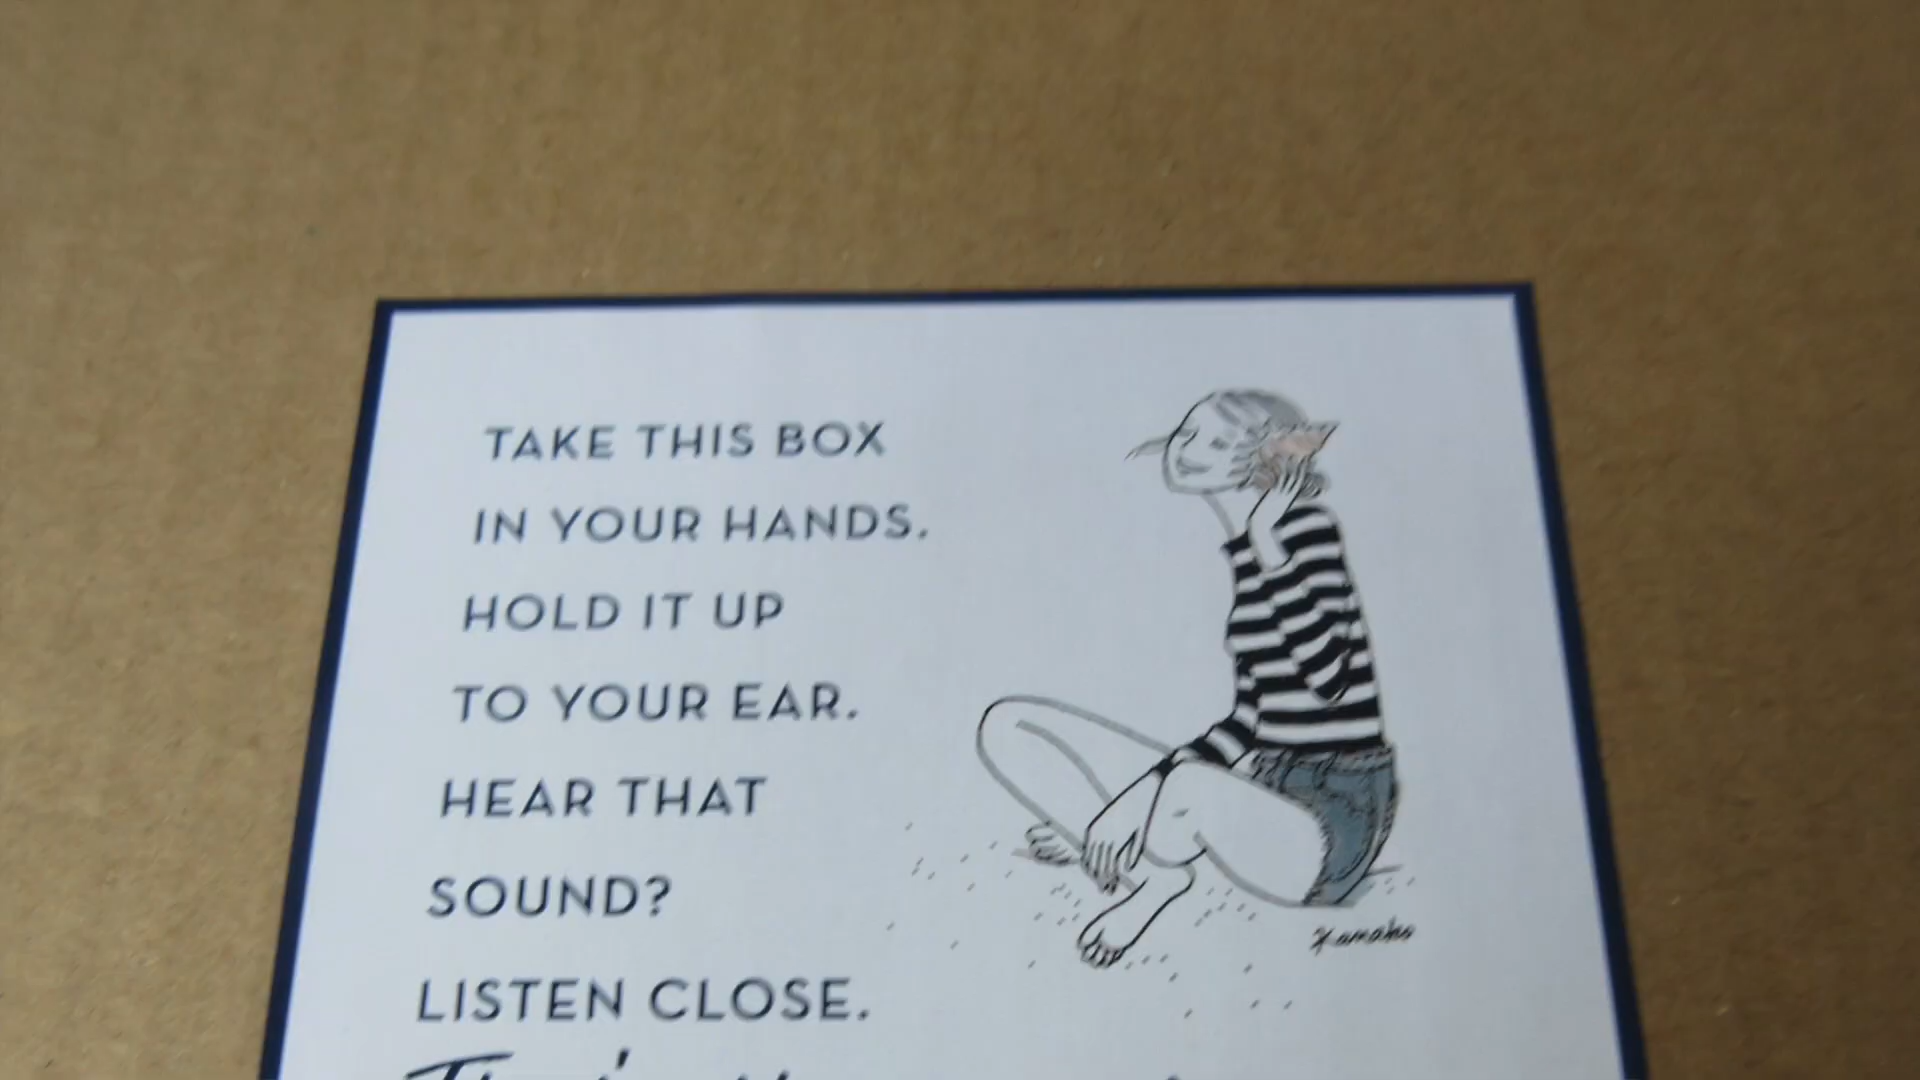 TAKE THIS BOX
IN YOUR HANDS.
HOLD IT UP
TO YOUR EAR.
HEAR THAT
SOUND?
LISTEN CLOSE.